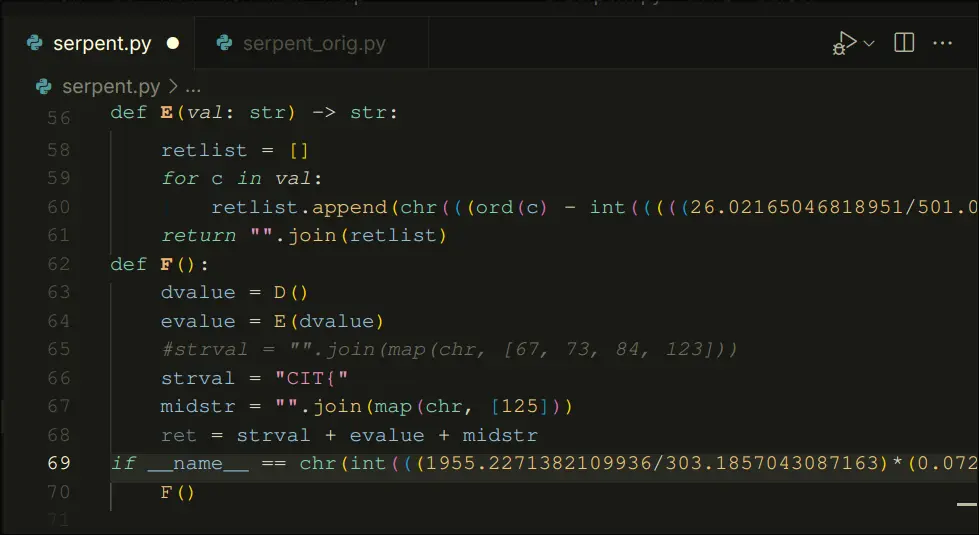 serpent.py
serpent_orig.py
serpent.py > ...
56 def E(val: str) -> str:
58 retlist = []
59 for c in val:
60 retlist.append(chr(((ord(c) - int(((((26.02165046818951/501.0
61 return "".join(retlist)
62 def F():
63 dvalue = D()
64 evalue = E(dvalue)
65 #strval = "".join(map(chr, [67, 73, 84, 123]))
66 strval = "CIT{"
67 midstr = "".join(map(chr, [125]))
68 ret = strval + evalue + midstr
69 if __name__ == chr(int(((1955.2271382109936/303.1857043087163)*(0.072
70 F()
71